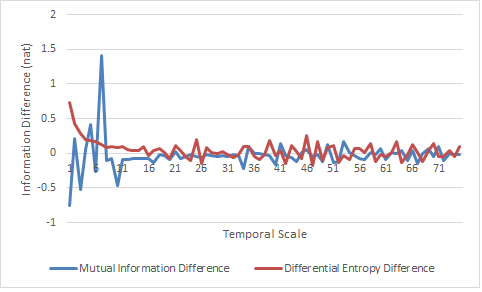 2
1.5
1
0.5
0
-0.5
-1
Information Difference (nat)
1 6 11 16 21 26 31 36 41 46 51 56 61 66 71
Temporal Scale
Mutual Information Difference Differential Entropy Difference